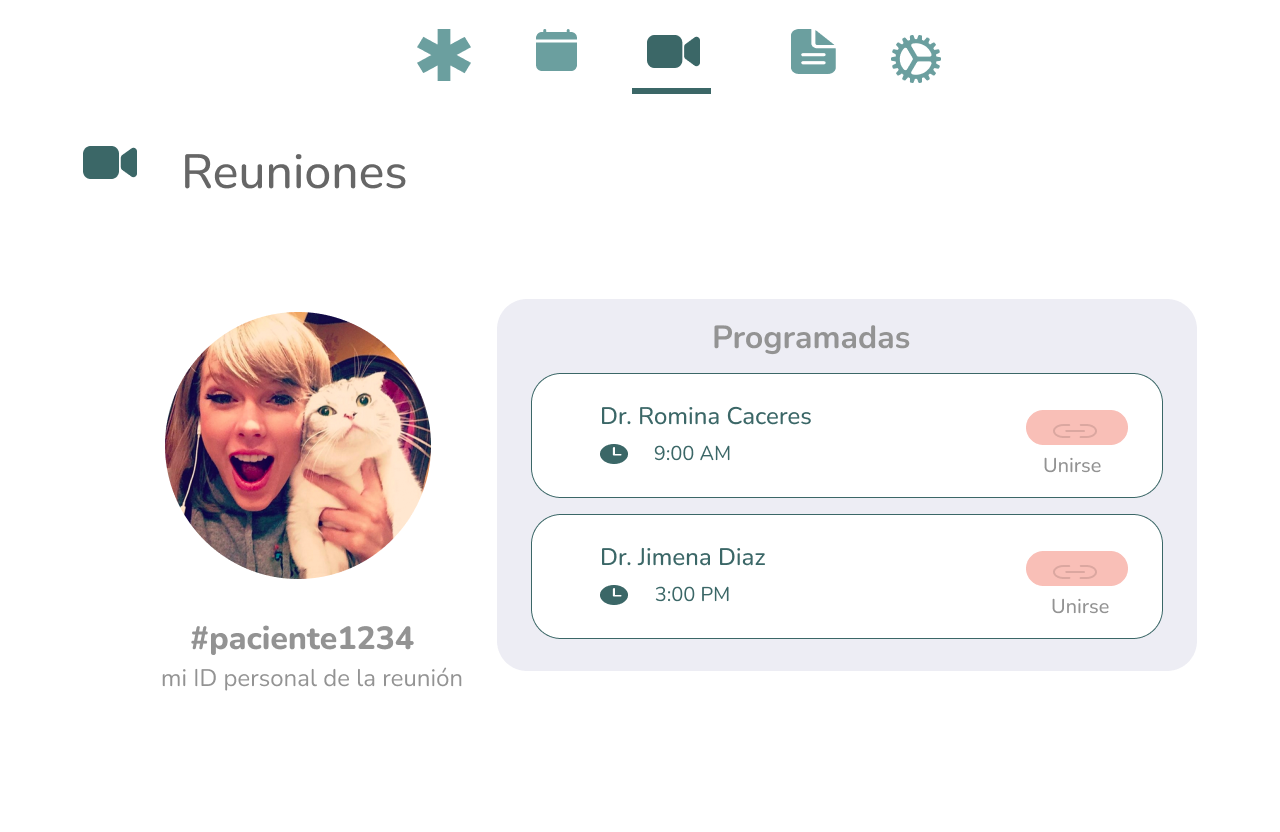 Reuniones
Programadas
Dr. Romina Caceres
9:00 AM
Unirse
Dr. Jimena Diaz
3:00 PM
Unirse
#paciente1234
mi ID personal de la reunión